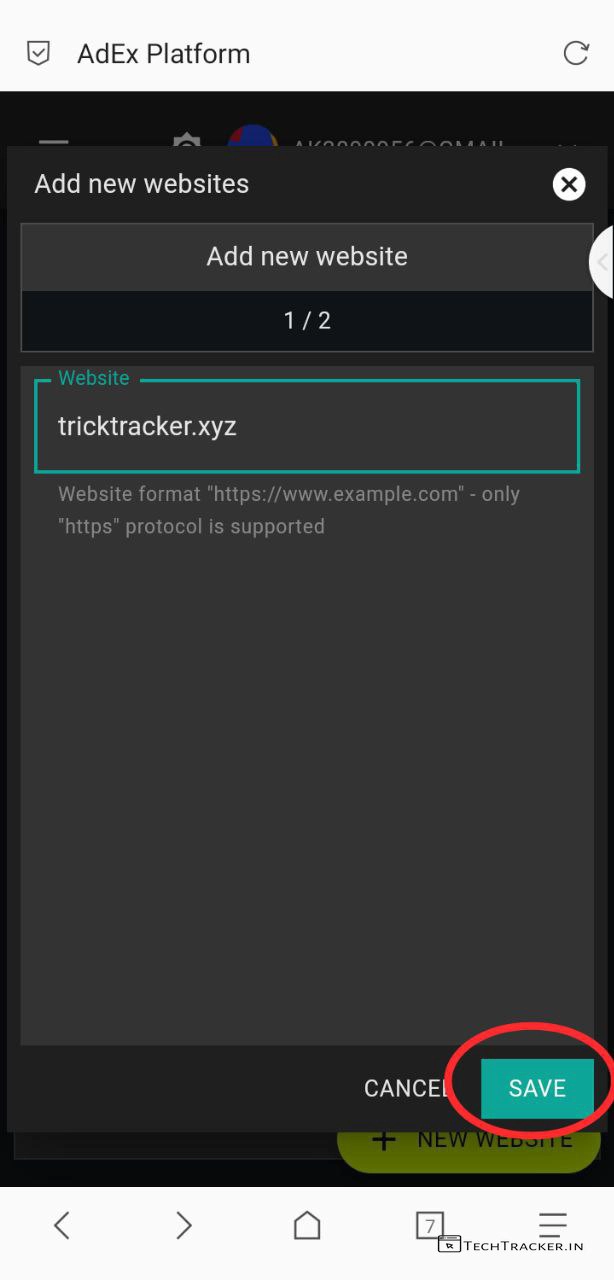 AdEx Platform
Add new websites
Add new website
1 / 2
Website
tricktracker.xyz
Website format "https://www.example.com" - only
"https" protocol is supported
CANCEL
SAVE
NEW WEBSITE
7
TECHTRACKER.IN